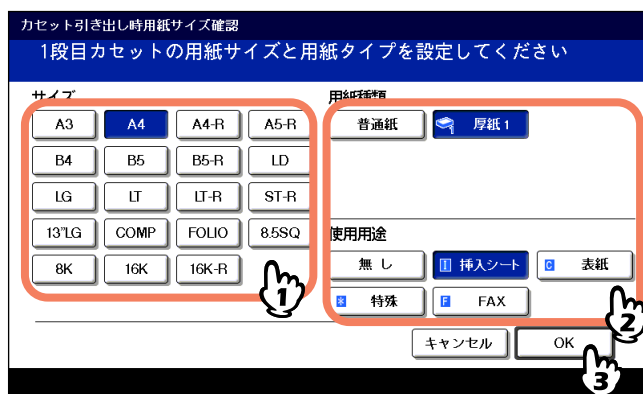 カセット引き出し時用紙サイズ確認
1段目カセットの用紙サイズと用紙タイプを設定してください
サイズ
用紙種類
A3 A4 A4-R A5-R
普通紙 厚紙1
B4 B5 B5-R LD
LG LT LT-R ST-R
13"LG COMP FOLIO 8.5SQ
使用用途
8K 16K 16K-R
無し I 挿入シート C 表紙
1
* 特殊 F FAX
2
キャンセル OK
3